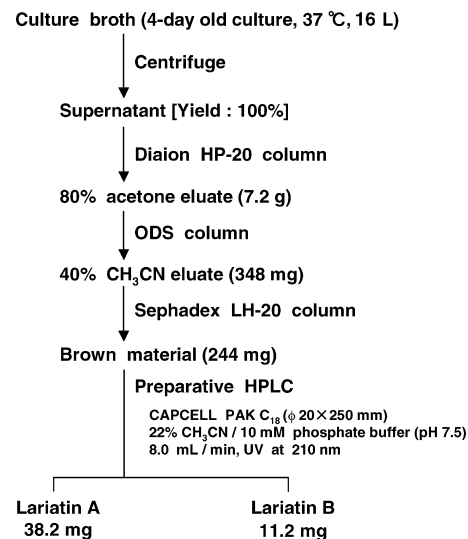 Culture broth (4-day old culture, 37 ℃, 16 L)
Centrifuge
Supernatant [Yield : 100%]
Diaion HP-20 column
80% acetone eluate (7.2 g)
ODS column
40% CH₃CN eluate (348 mg)
Sephadex LH-20 column
Brown material (244 mg)
Preparative HPLC
CAPCELL PAK C₁₈ (φ 20×250 mm)
22% CH₃CN / 10 mM phosphate buffer (pH 7.5)
8.0 mL / min, UV at 210 nm
Lariatin A
38.2 mg
Lariatin B
11.2 mg